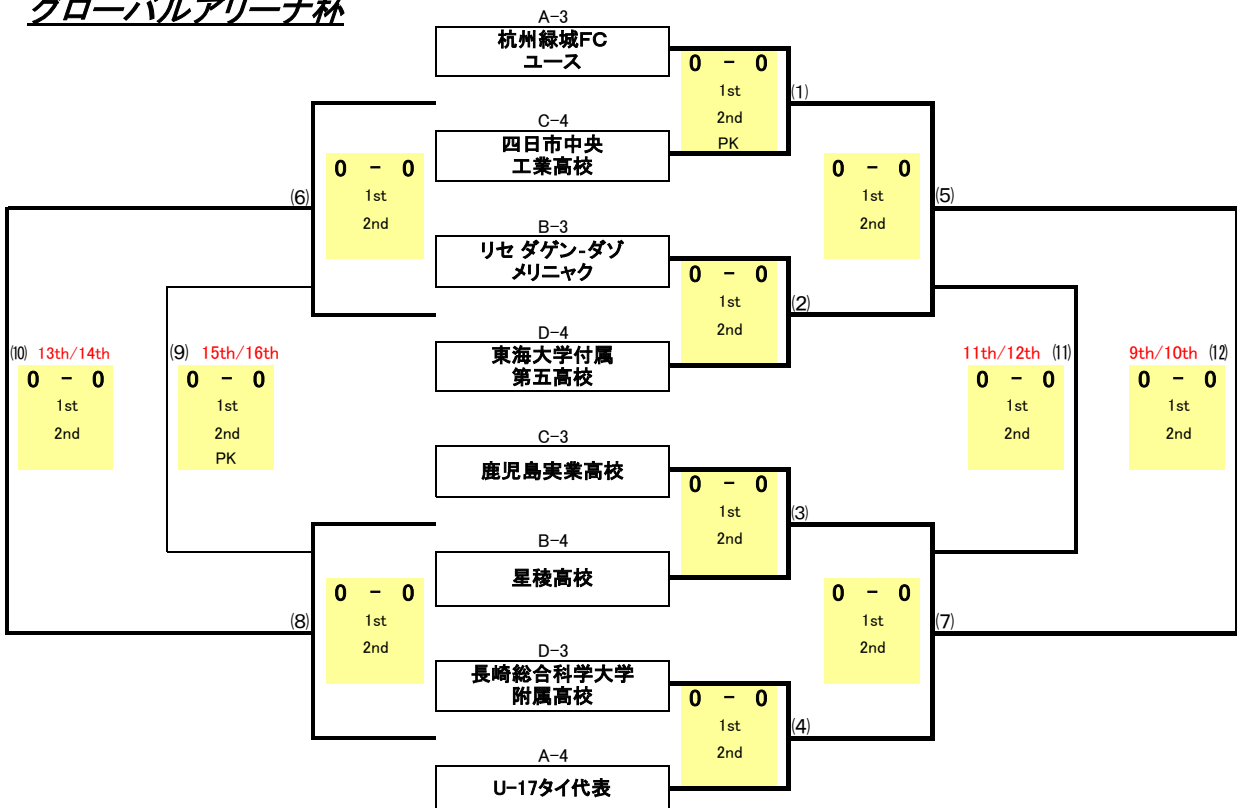 グローバルアリーナ杯
A-3
杭州緑城FC
ユース
0 - 0
1st
2nd
PK
(1)
C-4
四日市中央
工業高校
0 - 0
1st
2nd
(6)
0 - 0
1st
2nd
(5)
B-3
リセ ダゲン-ダゾ
メリニャク
0 - 0
1st
2nd
(2)
D-4
東海大学付属
第五高校
(10) 13th/14th
0 - 0
1st
2nd
(9) 15th/16th
0 - 0
1st
2nd
PK
11th/12th (11)
0 - 0
1st
2nd
9th/10th (12)
0 - 0
1st
2nd
C-3
鹿児島実業高校
0 - 0
1st
2nd
(3)
B-4
星稜高校
0 - 0
1st
2nd
(8)
0 - 0
1st
2nd
(7)
D-3
長崎総合科学大学
附属高校
0 - 0
1st
2nd
(4)
A-4
U-17タイ代表